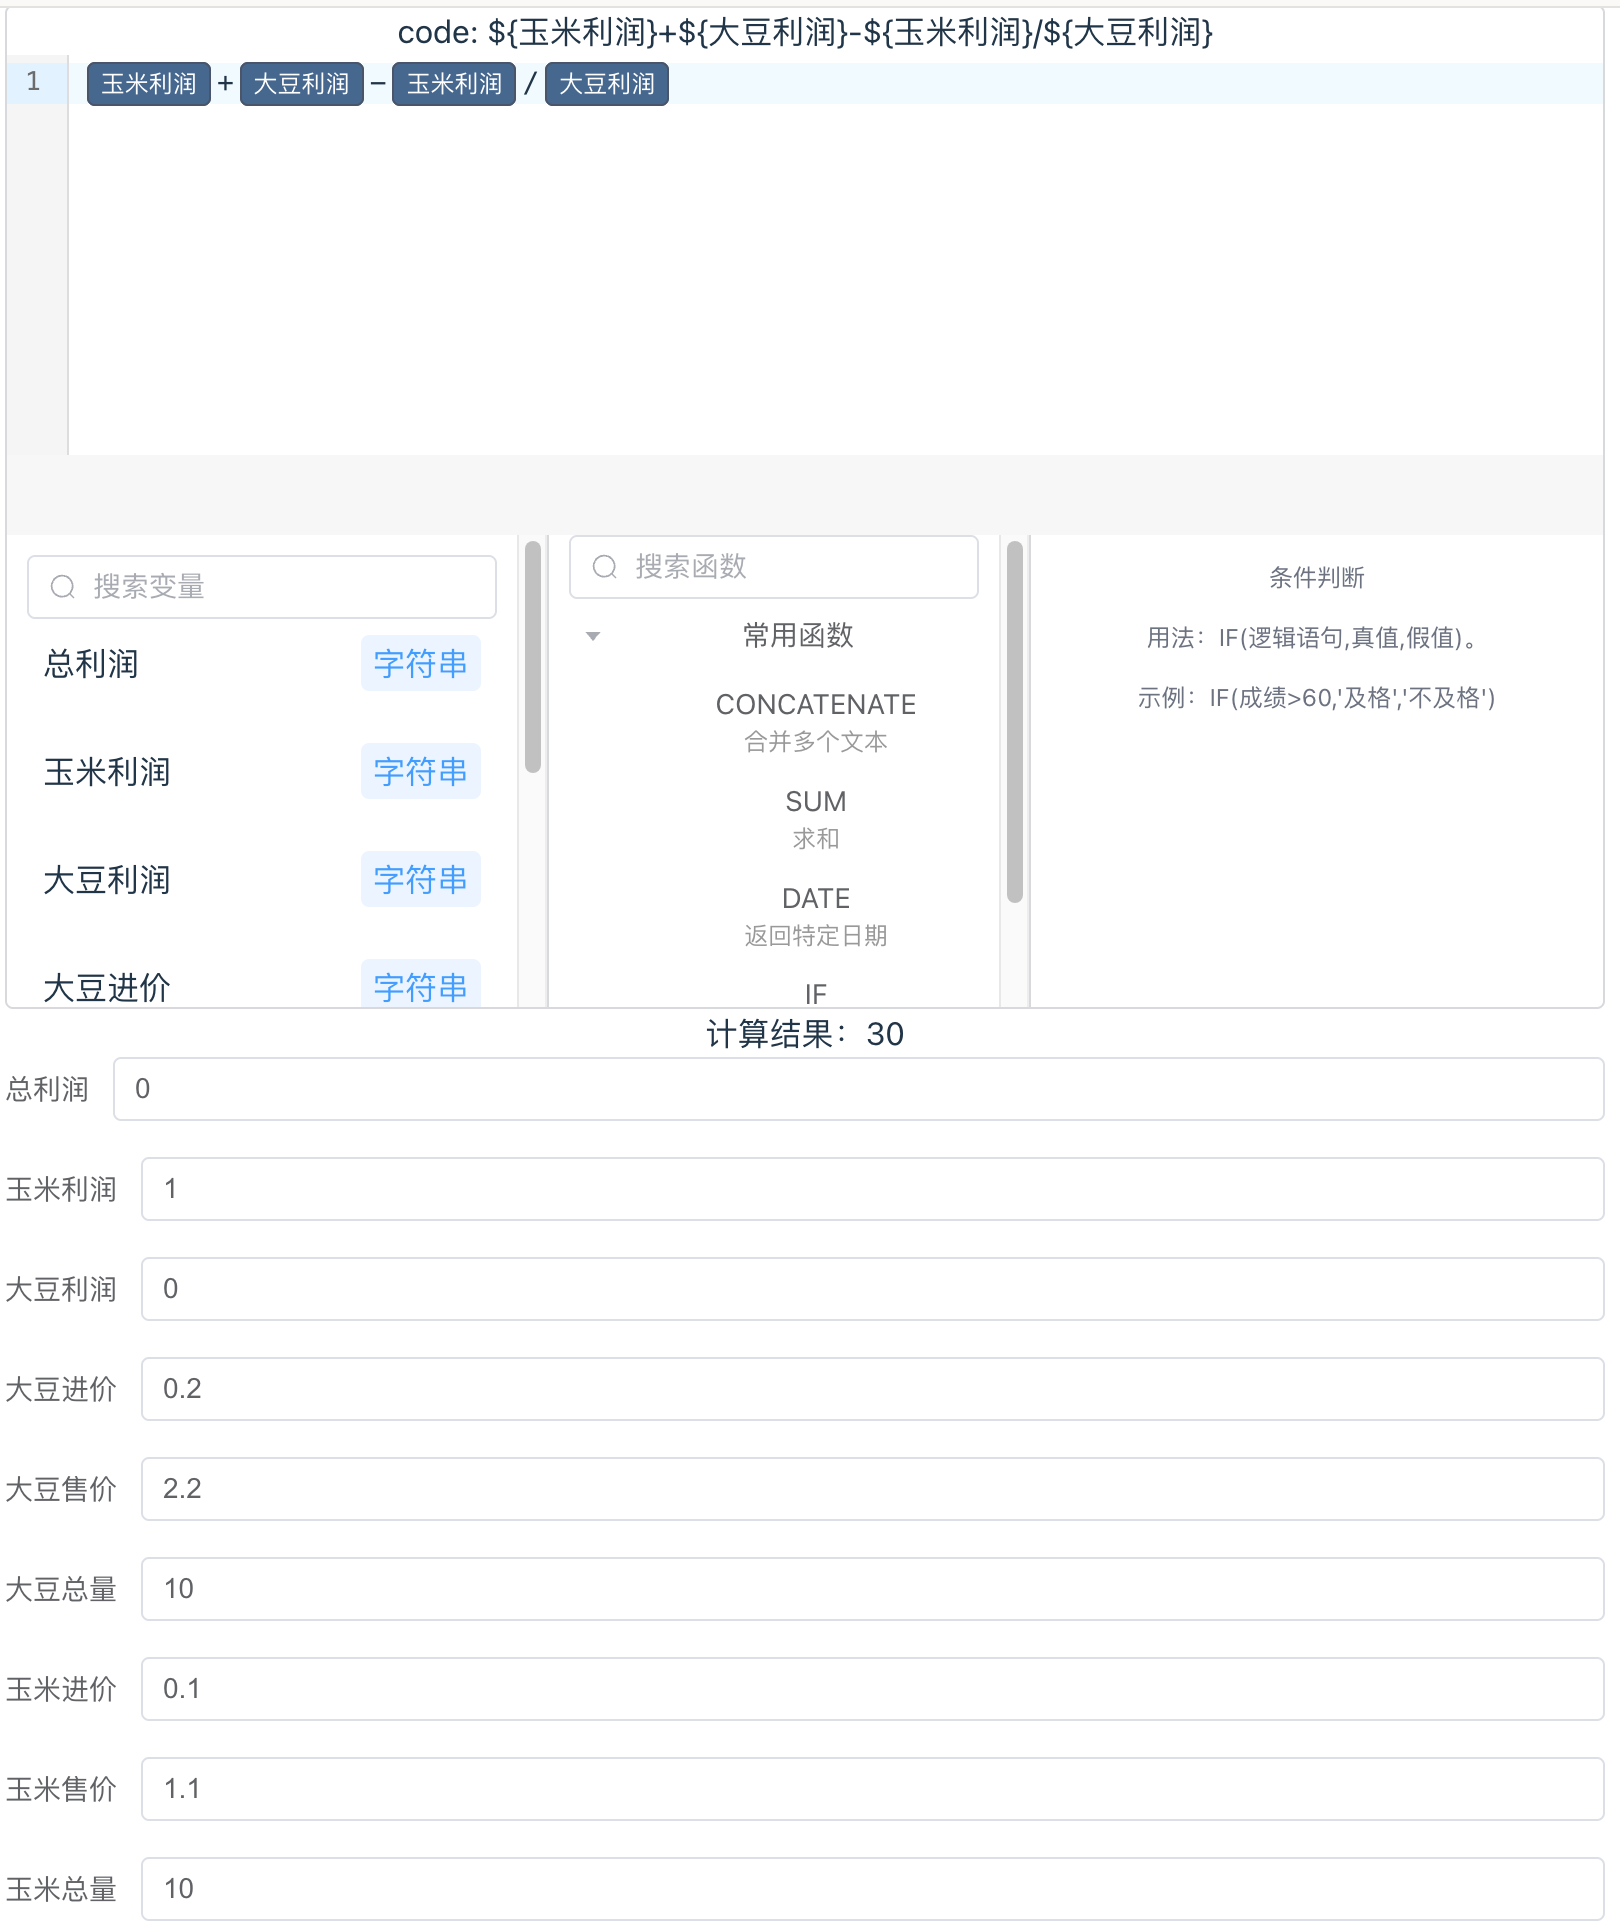 code: ${玉米利润}+${大豆利润}-${玉米利润}/${大豆利润}
1 玉米利润 + 大豆利润 - 玉米利润 / 大豆利润
搜索变量
总利润 字符串
玉米利润 字符串
大豆利润 字符串
大豆进价 字符串
搜索函数
常用函数
CONCATENATE
合并多个文本
SUM
求和
DATE
返回特定日期
IF
条件判断
用法：IF(逻辑语句,真值,假值)。
示例：IF(成绩>60,'及格','不及格')
计算结果：30
总利润 0
玉米利润 1
大豆利润 0
大豆进价 0.2
大豆售价 2.2
大豆总量 10
玉米进价 0.1
玉米售价 1.1
玉米总量 10